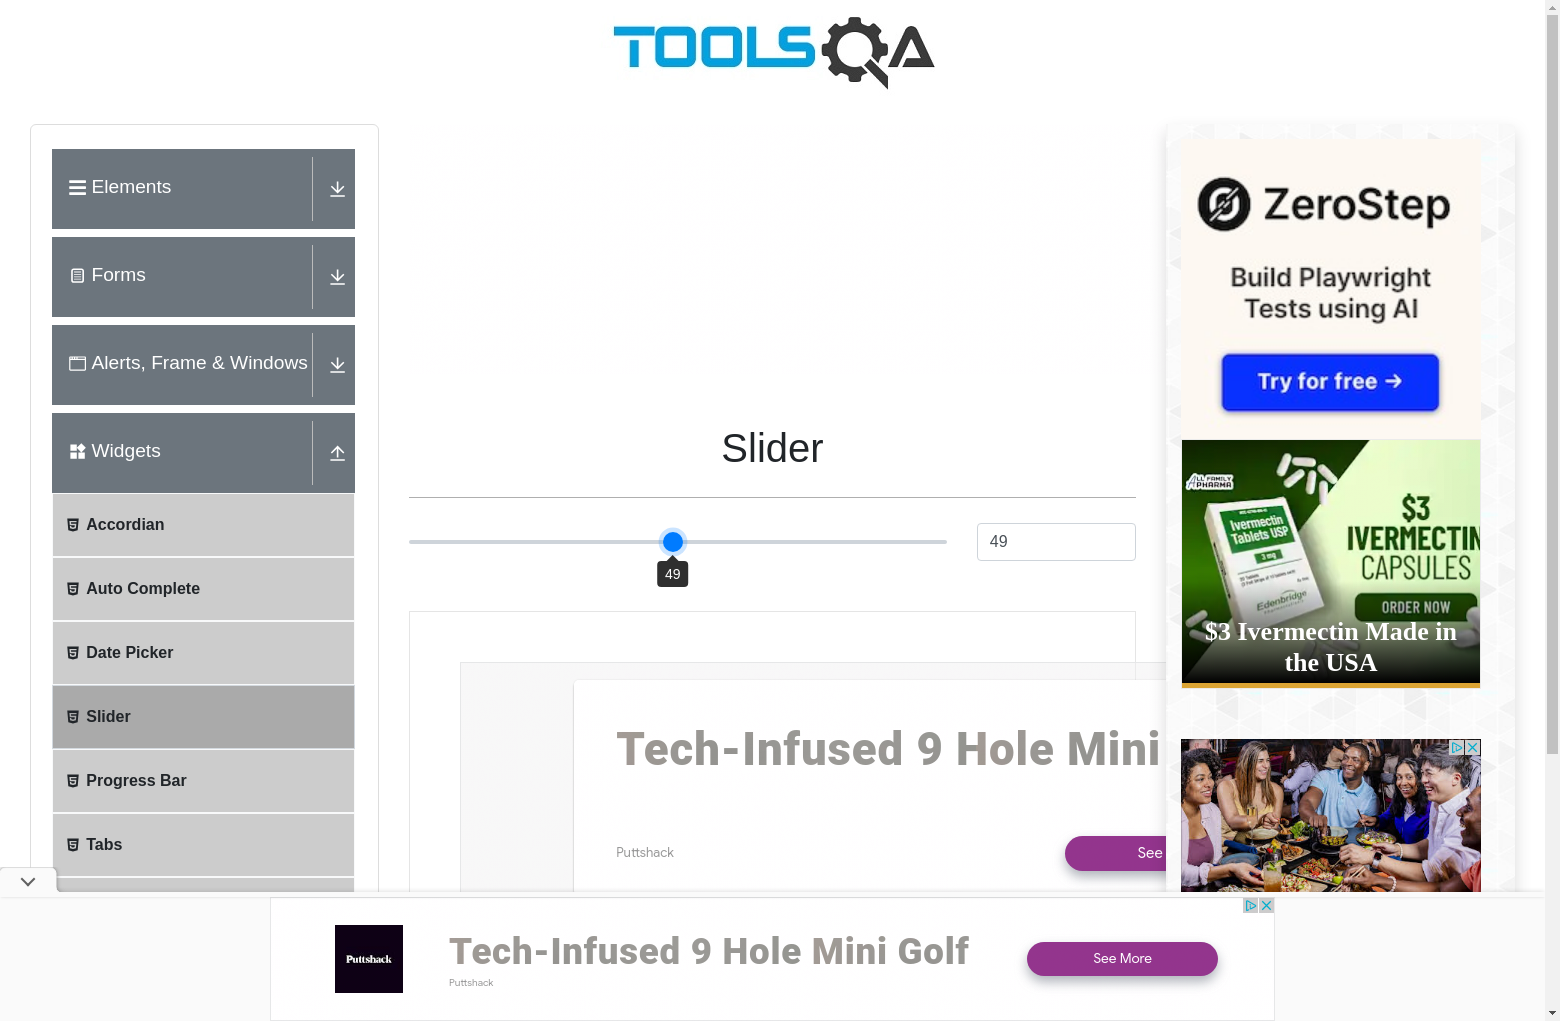 TOOLSQA
Elements
Forms
Alerts, Frame & Windows
Widgets
Accordian
Auto Complete
Date Picker
Slider
Progress Bar
Tabs
Slider
49
49
Tech-Infused 9 Hole Mini
Puttshack
See
ZeroStep
Build Playwright
Tests using AI
Try for free →
ALL FAMILY
PHARMA
$3
IVERMECTIN
CAPSULES
ORDER NOW
Ivermectin
Tablets USP
3 mg
Edenbridge
$3 Ivermectin Made in
the USA
Puttshack
Tech-Infused 9 Hole Mini Golf
Puttshack
See More